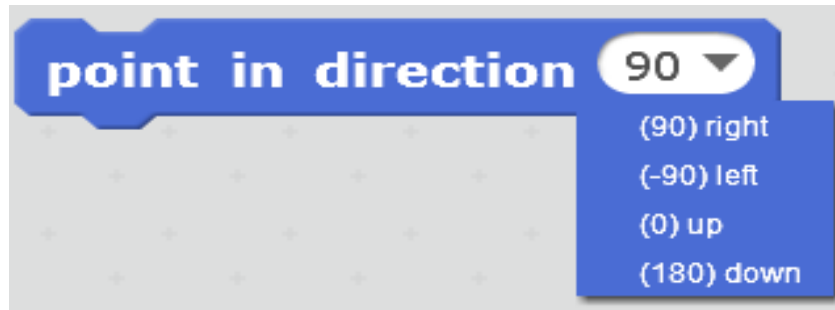 point in direction 90
(90) right
(-90) left
(0) up
(180) down